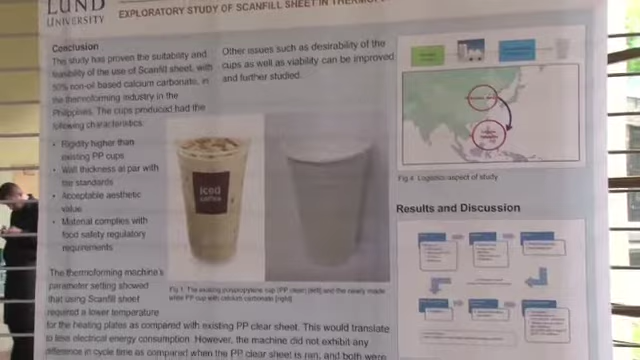 LUND
UNIVERSITY
EXPLORATORY STUDY OF SCANFILL SHEET IN THERMOF
Conclusion
The study has proven the suitability and
feasibility of the use of Scanfill sheet, with
50% non-oil based calcium carbonate, in
the thermoforming industry in the
Philippines. The cups produced had the
following characteristics.
• Rigidity higher than
existing PP cups
• Wall thickness at par with
the standards
• Acceptable aesthetic
value
• Material complies with
food safety regulatory
requirements
The thermoforming machine's
parameter setting showed
that using Scanfill sheet
required a lower temperature
for the heating plates as compared with existing PP clear sheet. This would translate
to less electrical energy consumption. However, the machine did not exhibit any
difference in cycle time as compared when the PP clear sheet is run, and both were
Other issues such as desirability of the
cups as well as viability can be improved
and further studied.
iced
coffee
Fig 1. The existing polypropylene cup (PP clear) [left] and the newly made
white PP cup with calcium carbonate [right]
Fig 4. Logistics aspect of study
Results and Discussion